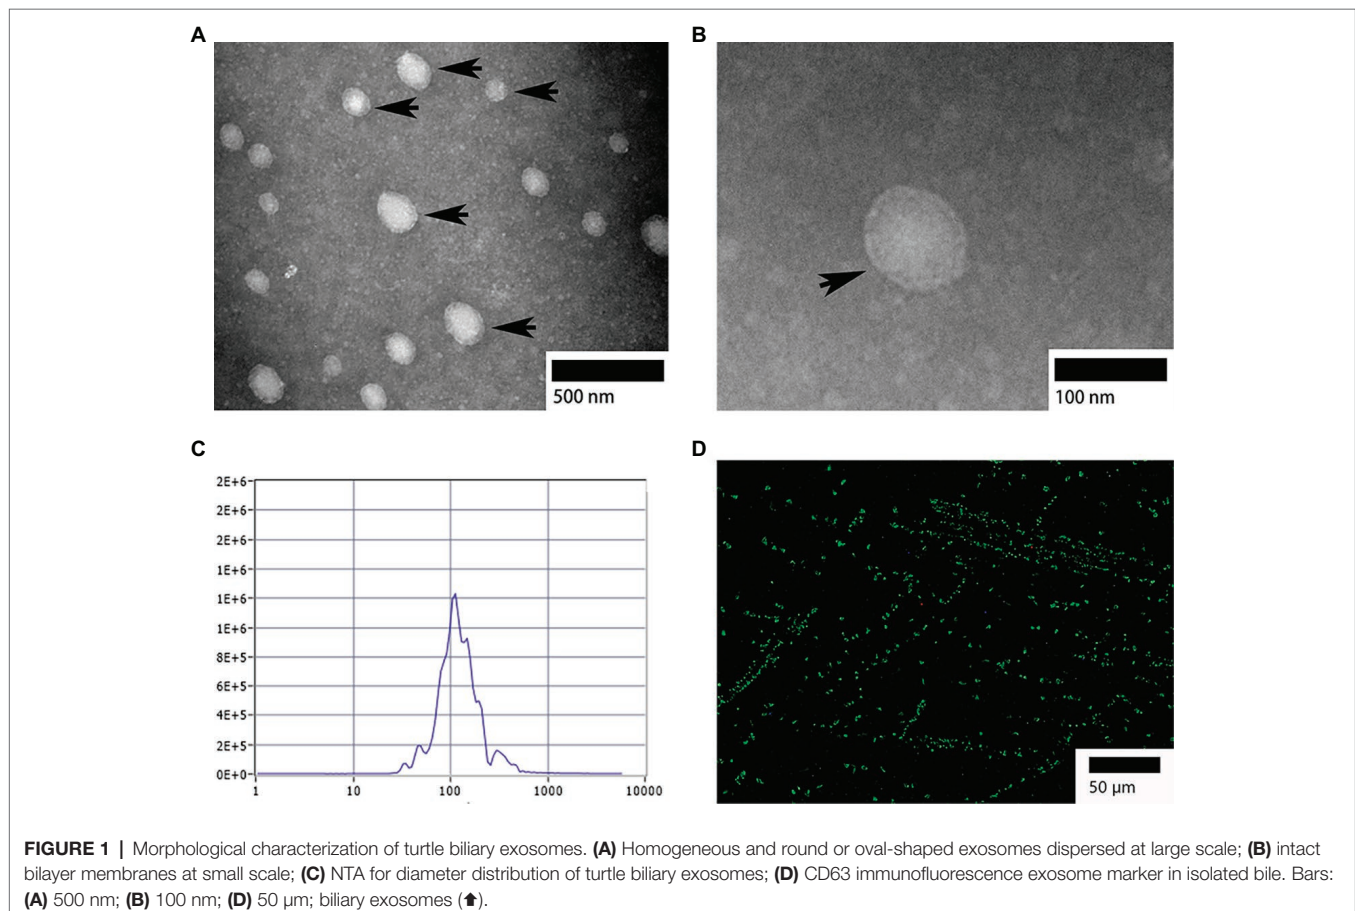 A
B
500 nm
100 nm
C
D
2E+6
2E+6
2E+6
1E+6
1E+6
1E+6
8E+5
6E+5
4E+5
2E+5
0E+0
1
10
100
1000
10000
50 µm
FIGURE 1 | Morphological characterization of turtle biliary exosomes. (A) Homogeneous and round or oval-shaped exosomes dispersed at large scale; (B) intact
bilayer membranes at small scale; (C) NTA for diameter distribution of turtle biliary exosomes; (D) CD63 immunofluorescence exosome marker in isolated bile. Bars:
(A) 500 nm; (B) 100 nm; (D) 50 µm; biliary exosomes (⬆).